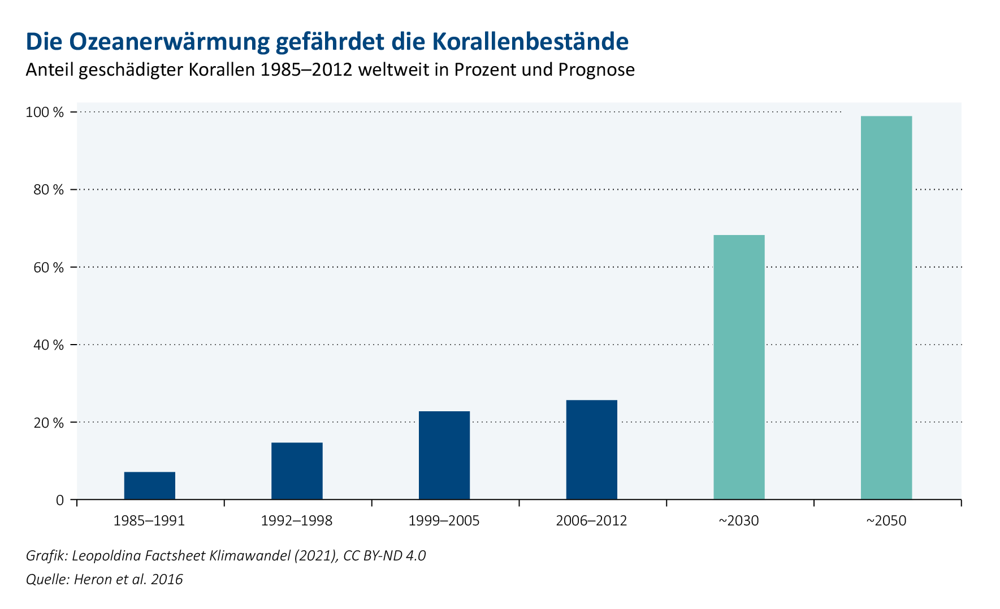 Die Ozeanerwärmung gefährdet die Korallenbestände
Anteil geschädigter Korallen 1985–2012 weltweit in Prozent und Prognose
100 %
80 %
60 %
40 %
20 %
0
1985–1991 1992–1998 1999–2005 2006–2012 ~2030 ~2050
Grafik: Leopoldina Factsheet Klimawandel (2021), CC BY-ND 4.0
Quelle: Heron et al. 2016